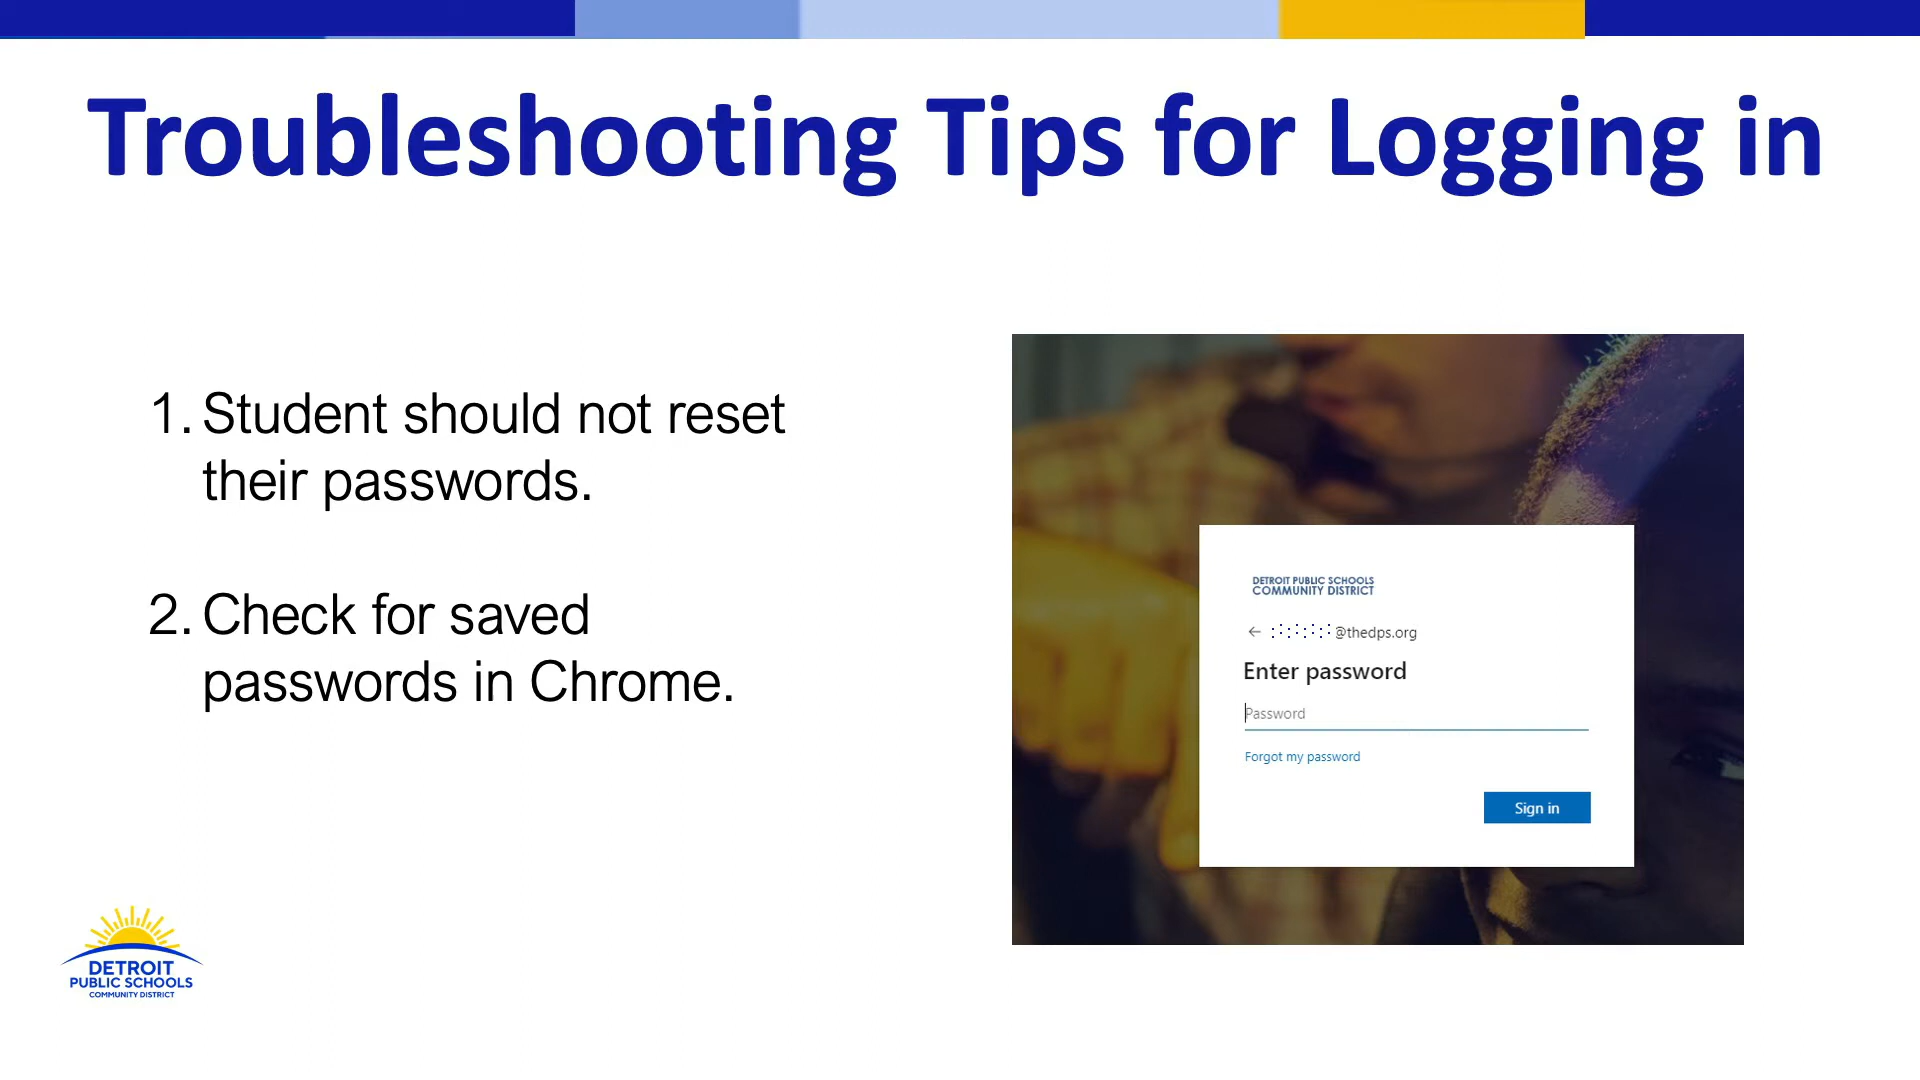 Troubleshooting Tips for Logging in
1. Student should not reset
their passwords.
2. Check for saved
passwords in Chrome.
DETROIT PUBLIC SCHOOLS
COMMUNITY DISTRICT
@thedps.org
Enter password
Password
Forgot my password
Sign in
DETROIT
PUBLIC SCHOOLS
COMMUNITY DISTRICT